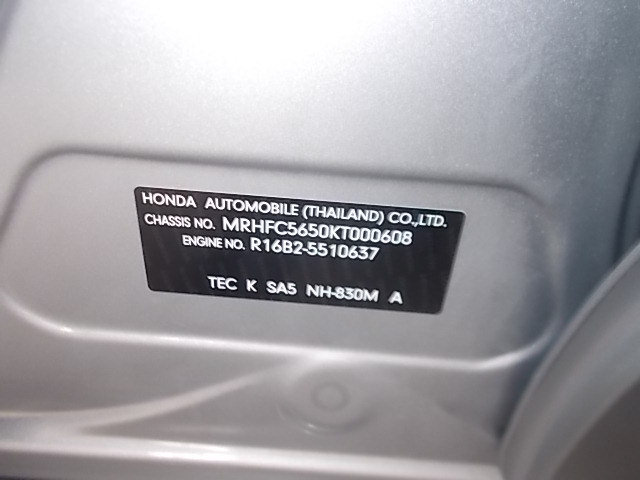 HONDA AUTOMOBILE (THAILAND) CO.,LTD.
CHASSIS NO. MRHFC5650KT000608
ENGINE NO. R16B2-5510637
TEC K SA5 NH-830M A